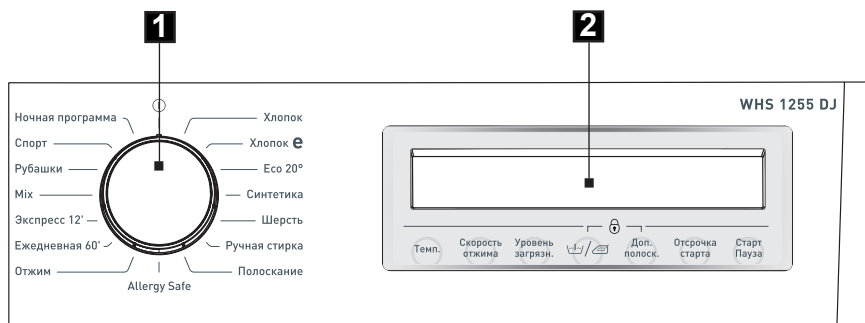 1
2
WHS 1255 DJ
Ночная программа
Хлопок
Спорт
Хлопок e
Рубашки
Eco 20°
Mix
Синтетика
Экспресс 12'
Шерсть
Ежедневная 60'
Ручная стирка
Отжим
Полоскание
Allergy Safe
Темп.
Скорость
отжима
Уровень
загрязн.
/
Доп.
полоск.
Отсрочка
старта
Старт
Пауза